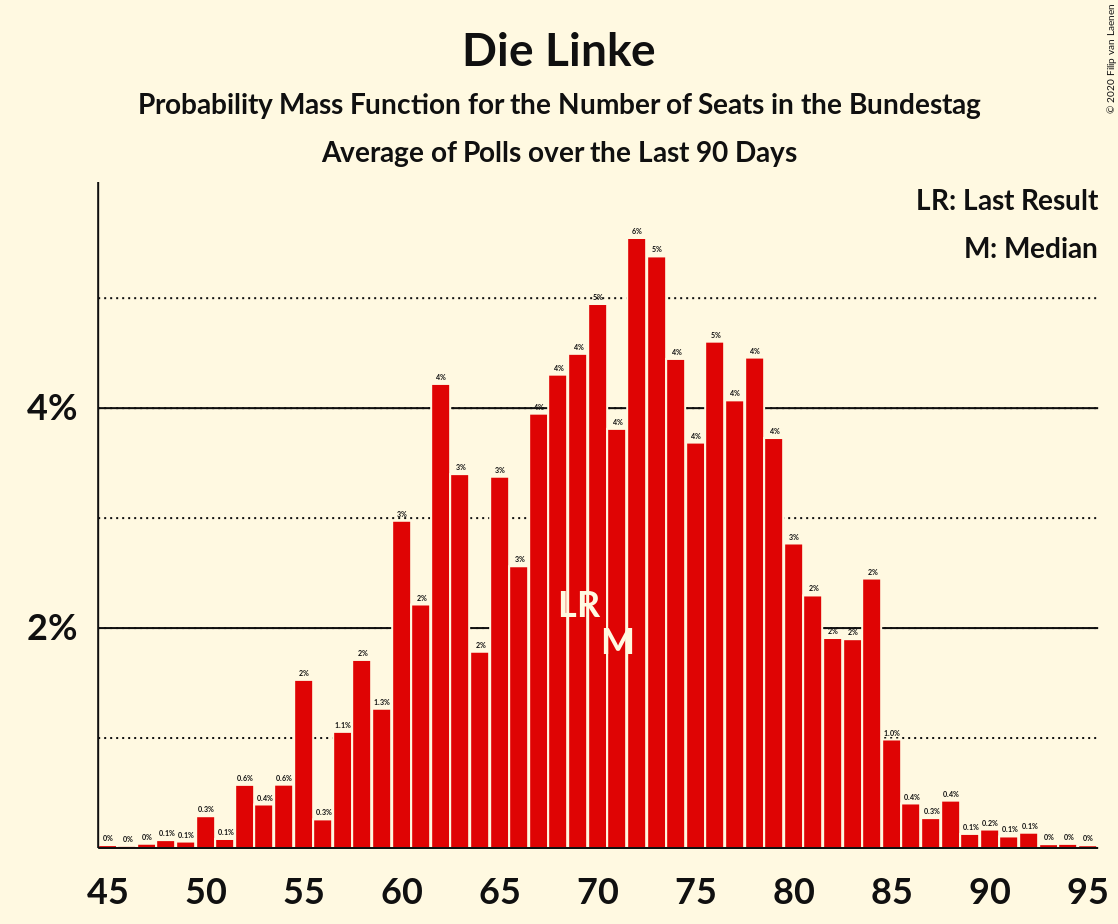 Die Linke
Probability Mass Function for the Number of Seats in the Bundestag
Average of Polls over the Last 90 Days
© 2020 Filip van Laenen
LR: Last Result
M: Median
4%
2%
0% 0% 0% 0.1% 0.1% 0.3% 0.1% 0.6% 0.4% 0.6% 2% 0.3% 1.1% 2% 1.3% 3% 2% 4% 3% 2% 3% 3% 4% 4% 4% 5% 4% 6% 5% 4% 4% 5% 4% 4% 4% 3% 2% 2% 2% 2% 1.0% 0.4% 0.3% 0.4% 0.1% 0.2% 0.1% 0.1% 0% 0% 0%
LR
M
45 50 55 60 65 70 75 80 85 90 95